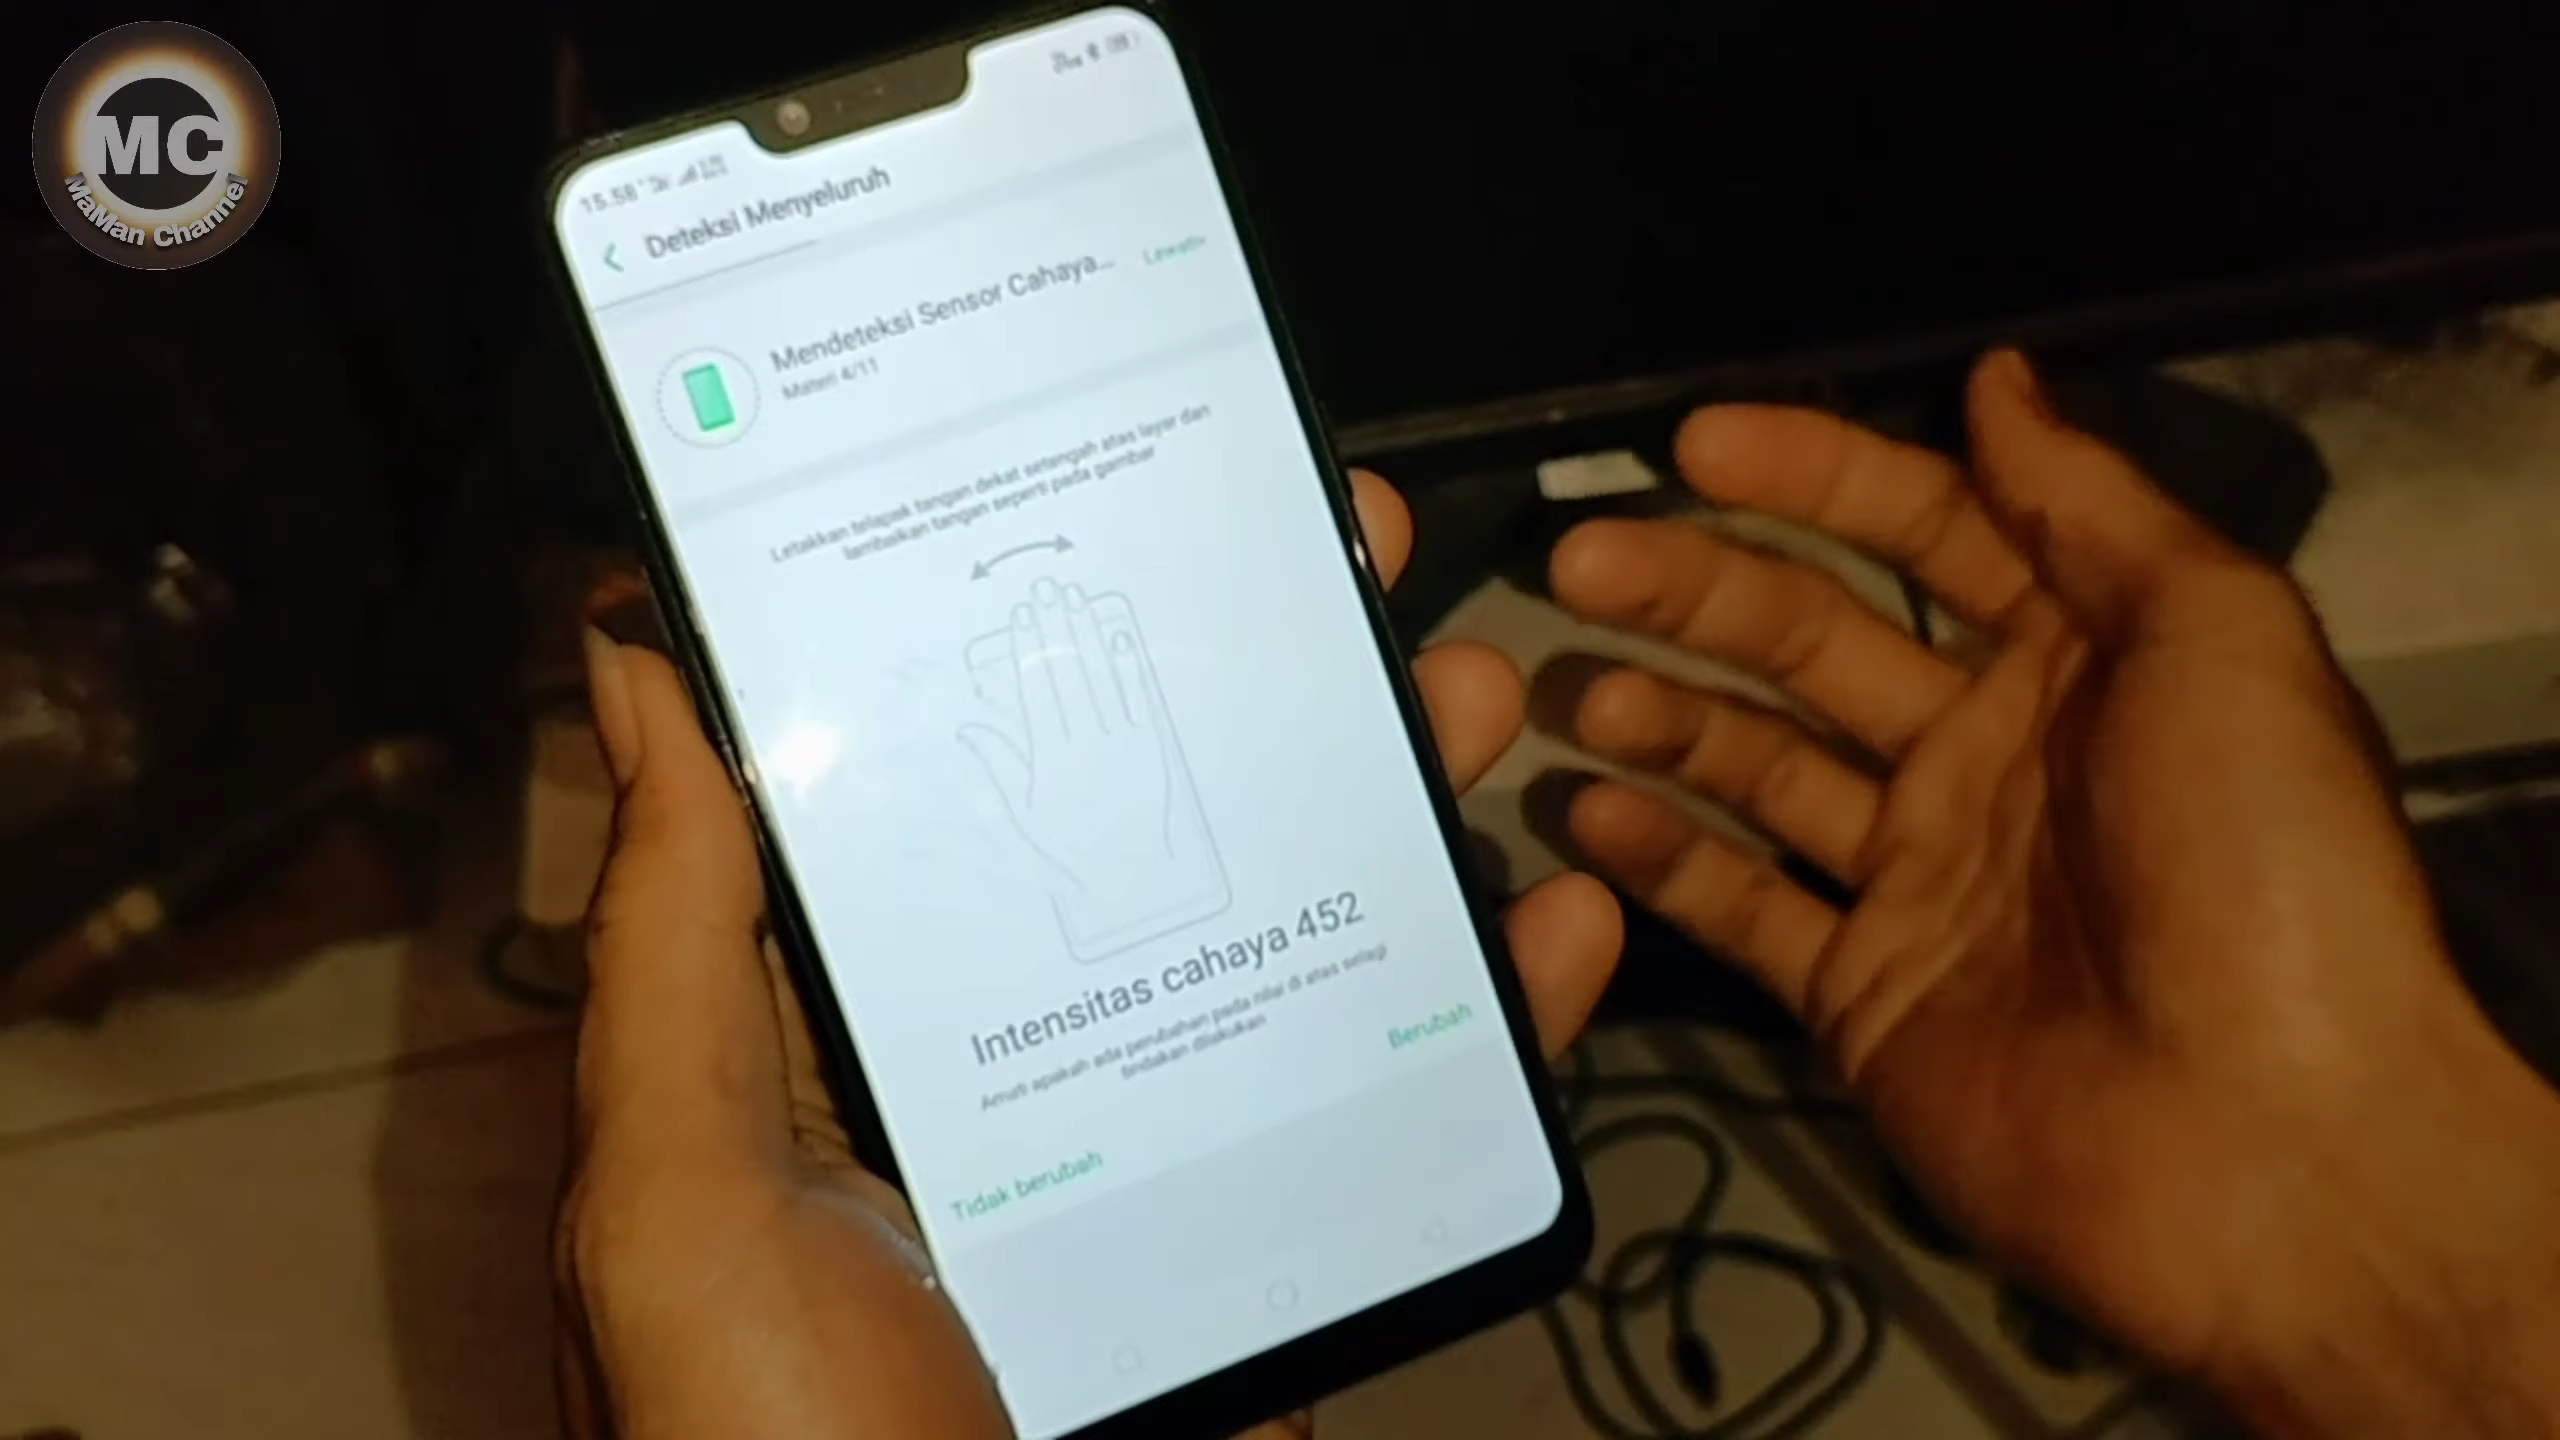 MC
MaMan Channel
15.58
Deteksi Menyeluruh
Mendeteksi Sensor Cahaya...
Lewati>
Materi 4/11
Letakkan telapak tangan dekat setengah atas layar dan
lambaikan tangan seperti pada gambar
Intensitas cahaya 452
Amati apakah ada perubahan pada nilai di atas selagi
tindakan dilakukan
Berubah
Tidak berubah